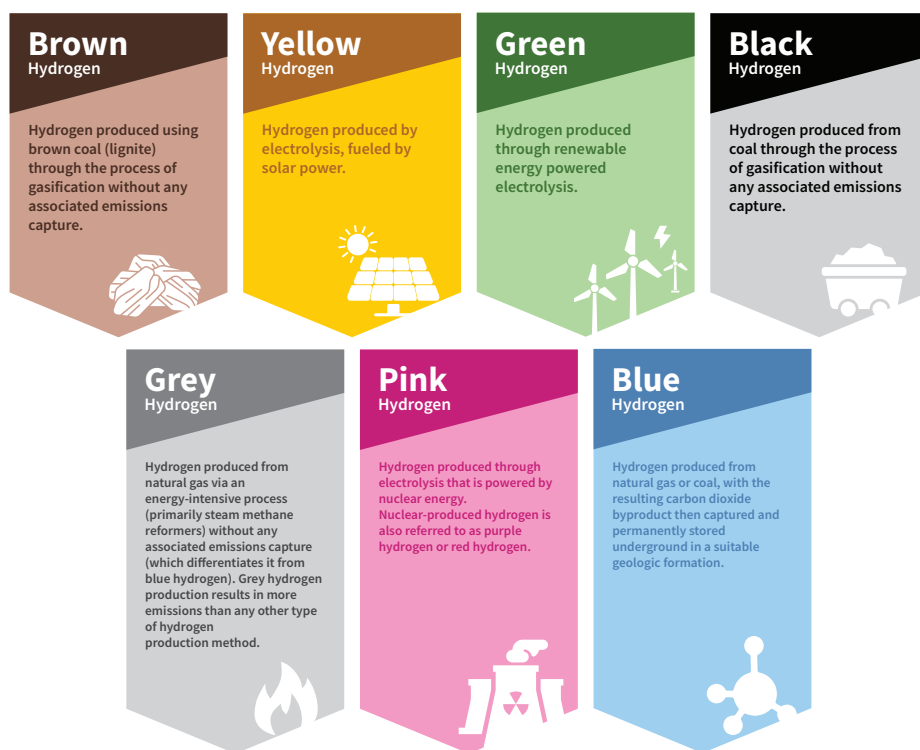 Brown
Hydrogen
Hydrogen produced using
brown coal (lignite)
through the process of
gasification without any
associated emissions
capture.
Yellow
Hydrogen
Hydrogen produced by
electrolysis, fueled by
solar power.
Green
Hydrogen
Hydrogen produced
through renewable
energy powered
electrolysis.
Black
Hydrogen
Hydrogen produced from
coal through the process
of gasification without
any associated emissions
capture.
Grey
Hydrogen
Hydrogen produced from
natural gas via an
energy-intensive process
(primarily steam methane
reformers) without any
associated emissions capture
(which differentiates it from
blue hydrogen). Grey hydrogen
production results in more
emissions than any other type
of hydrogen
production method.
Pink
Hydrogen
Hydrogen produced through
electrolysis that is powered by
nuclear energy.
Nuclear-produced hydrogen is
also referred to as purple
hydrogen or red hydrogen.
Blue
Hydrogen
Hydrogen produced from
natural gas or coal, with the
resulting carbon dioxide
byproduct then captured and
permanently stored
underground in a suitable
geologic formation.